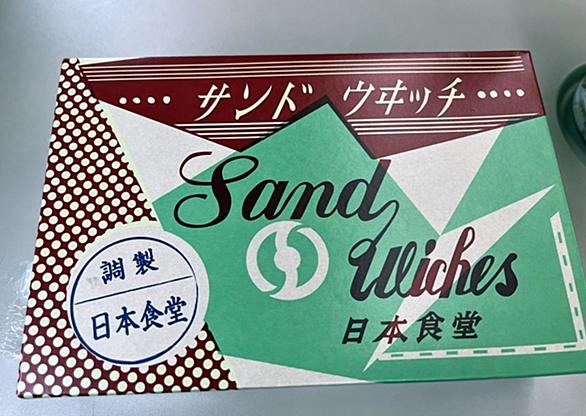 サンドウヰッチ
Sand
Wiches
日本食堂
調製
日本食堂